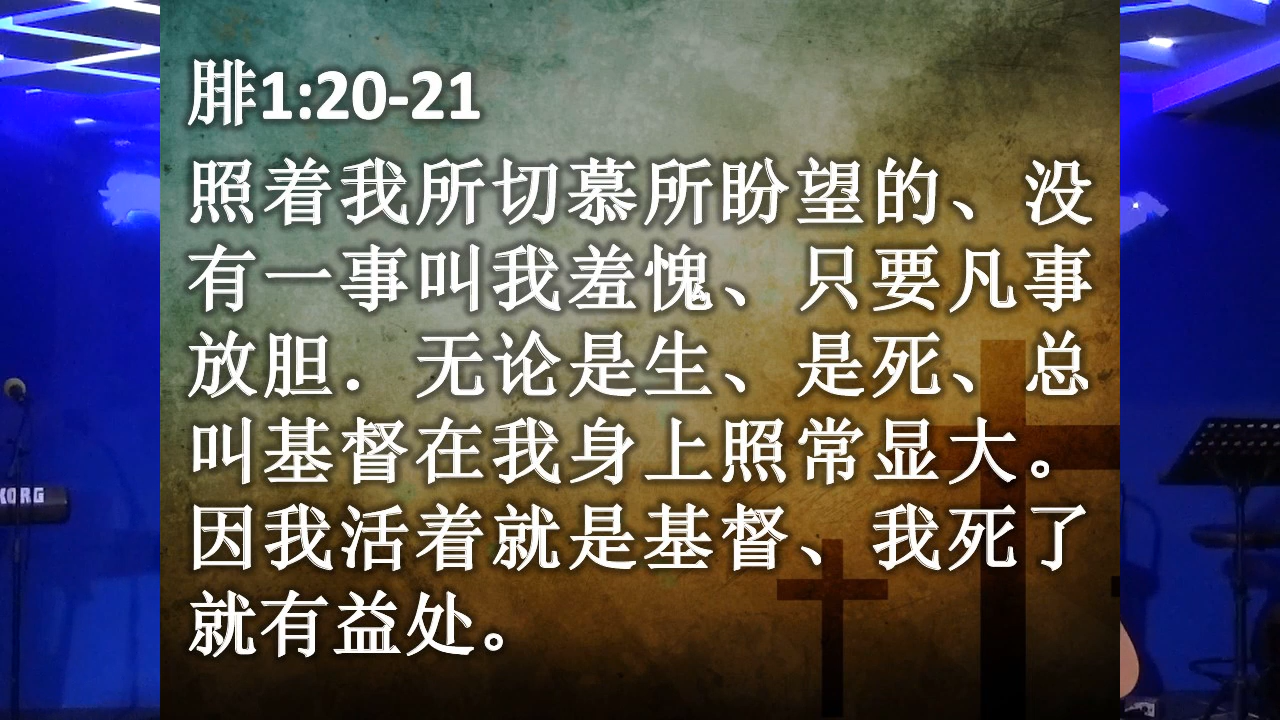 腓1:20-21
照着我所切慕所盼望的、没
有一事叫我羞愧、只要凡事
放胆．无论是生、是死、总
叫基督在我身上照常显大。
因我活着就是基督、我死了
就有益处。
KORG